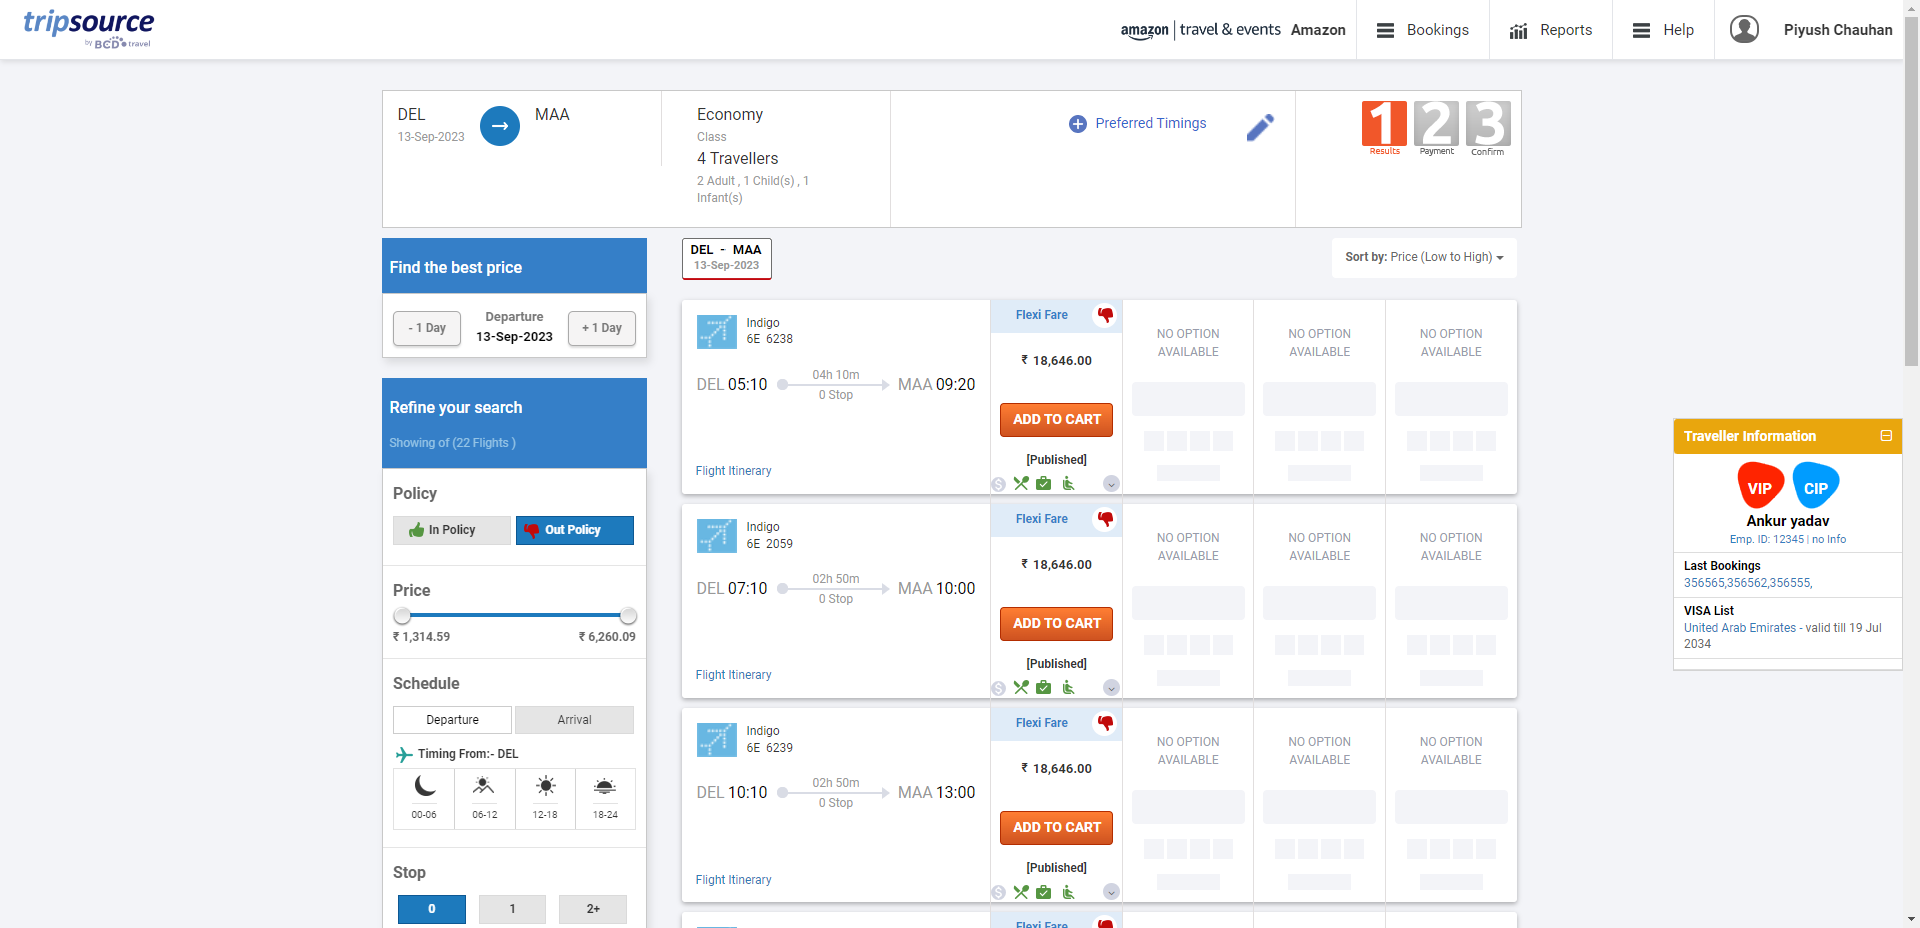 tripsource
by BCD travel
amazon | travel & events Amazon
Bookings
Reports
Help
Piyush Chauhan
DEL
13-Sep-2023
MAA
Economy
Class
4 Travellers
2 Adult , 1 Child(s) , 1
Infant(s)
Preferred Timings
1 2 3
Results Payment Confirm
Find the best price
- 1 Day
Departure
13-Sep-2023
+ 1 Day
Refine your search
Showing of (22 Flights )
Policy
In Policy
Out Policy
Price
₹ 1,314.59
₹ 6,260.09
Schedule
Departure
Arrival
Timing From:- DEL
00-06
06-12
12-18
18-24
Stop
0
1
2+
DEL - MAA
13-Sep-2023
Sort by: Price (Low to High)
Indigo
6E 6238
DEL 05:10
04h 10m
0 Stop
MAA 09:20
Flight Itinerary
Flexi Fare
₹ 18,646.00
ADD TO CART
[Published]
NO OPTION
AVAILABLE
NO OPTION
AVAILABLE
NO OPTION
AVAILABLE
Indigo
6E 2059
DEL 07:10
02h 50m
0 Stop
MAA 10:00
Flight Itinerary
Flexi Fare
₹ 18,646.00
ADD TO CART
[Published]
NO OPTION
AVAILABLE
NO OPTION
AVAILABLE
NO OPTION
AVAILABLE
Indigo
6E 6239
DEL 10:10
02h 50m
0 Stop
MAA 13:00
Flight Itinerary
Flexi Fare
₹ 18,646.00
ADD TO CART
[Published]
NO OPTION
AVAILABLE
NO OPTION
AVAILABLE
NO OPTION
AVAILABLE
Flexi Fare
Traveller Information
VIP
CIP
Ankur yadav
Emp. ID: 12345 | no Info
Last Bookings
356565,356562,356555,
VISA List
United Arab Emirates - valid till 19 Jul
2034